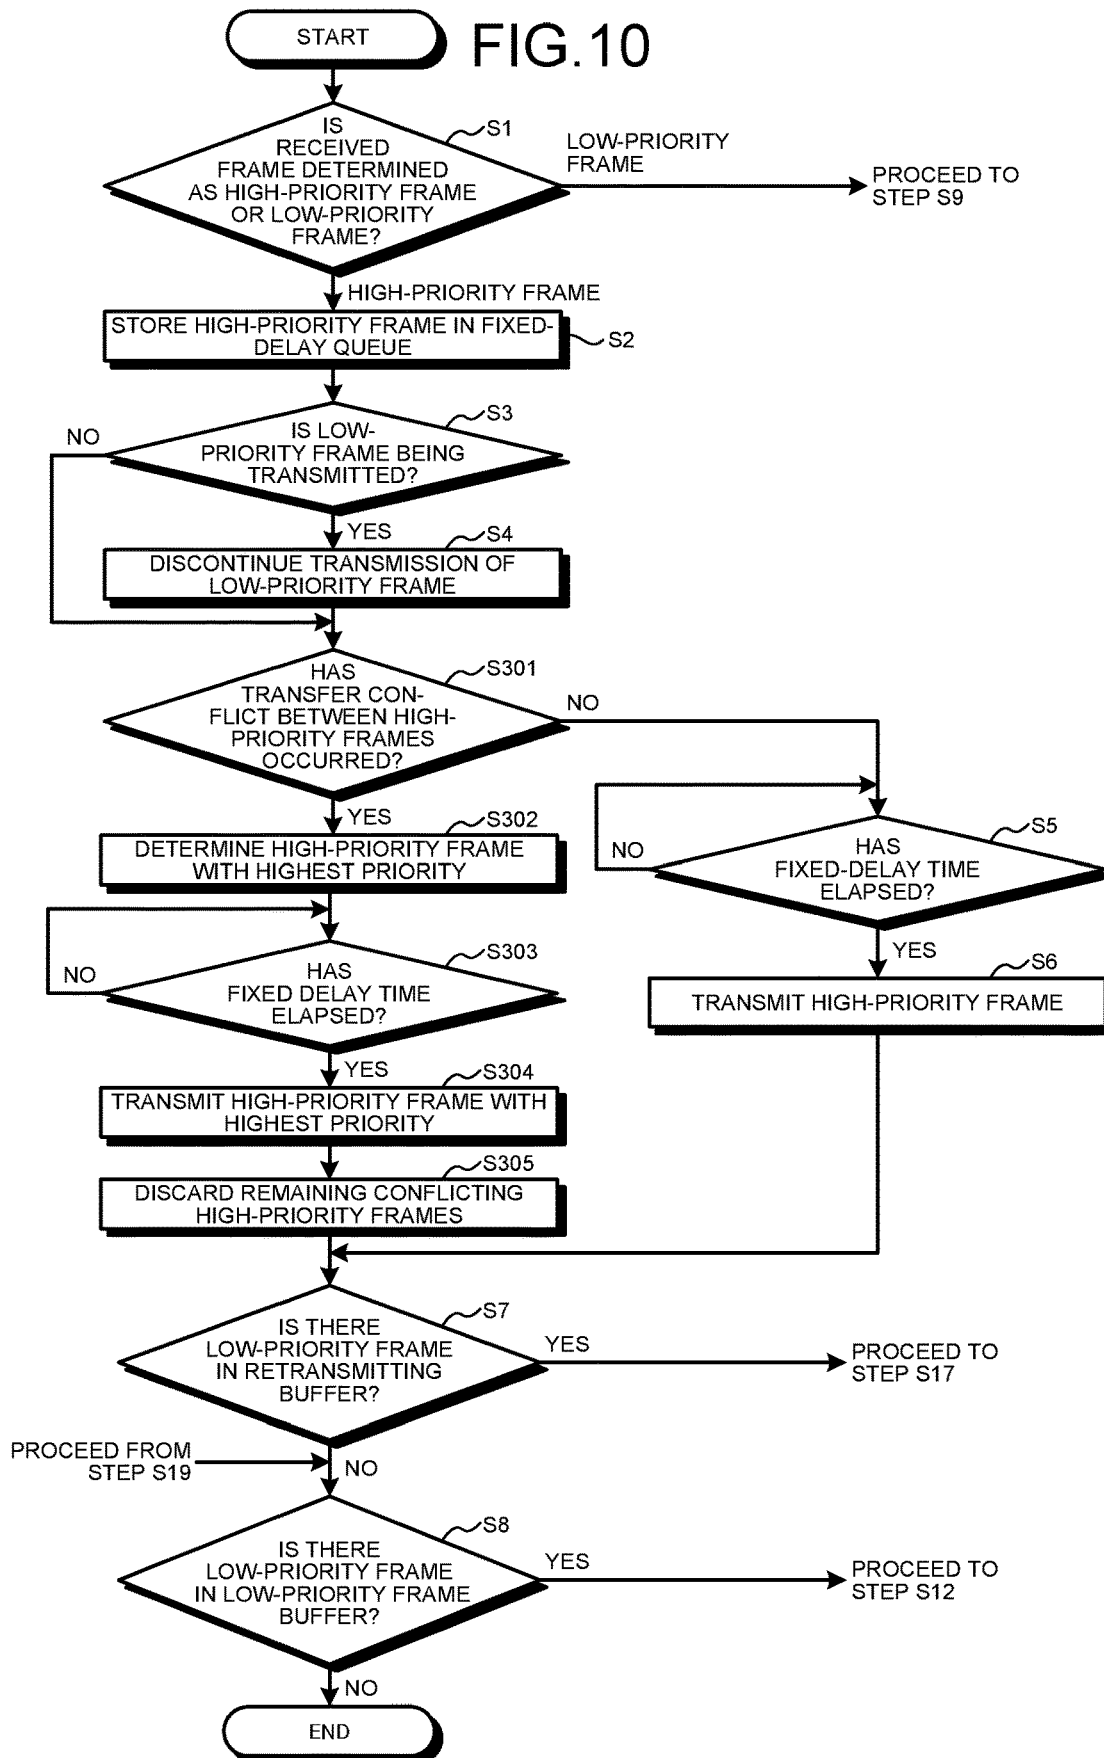 START
FIG.10
IS
RECEIVED
FRAME DETERMINED
AS HIGH-PRIORITY FRAME
OR LOW-PRIORITY
FRAME?
S1
LOW-PRIORITY
FRAME
PROCEED TO
STEP S9
HIGH-PRIORITY FRAME
STORE HIGH-PRIORITY FRAME IN FIXED-
DELAY QUEUE
S2
IS LOW-
PRIORITY FRAME BEING
TRANSMITTED?
S3
NO
YES
S4
DISCONTINUE TRANSMISSION OF
LOW-PRIORITY FRAME
HAS
TRANSFER CON-
FLICT BETWEEN HIGH-
PRIORITY FRAMES
OCCURRED?
S301
NO
YES
S302
DETERMINE HIGH-PRIORITY FRAME
WITH HIGHEST PRIORITY
HAS
FIXED-DELAY TIME
ELAPSED?
S5
NO
YES
S6
TRANSMIT HIGH-PRIORITY FRAME
HAS
FIXED DELAY TIME
ELAPSED?
S303
NO
YES
S304
TRANSMIT HIGH-PRIORITY FRAME WITH
HIGHEST PRIORITY
S305
DISCARD REMAINING CONFLICTING
HIGH-PRIORITY FRAMES
IS THERE
LOW-PRIORITY FRAME
IN RETRANSMITTING
BUFFER?
S7
YES
PROCEED TO
STEP S17
PROCEED FROM
STEP S19
NO
IS THERE
LOW-PRIORITY FRAME
IN LOW-PRIORITY FRAME
BUFFER?
S8
YES
PROCEED TO
STEP S12
NO
END